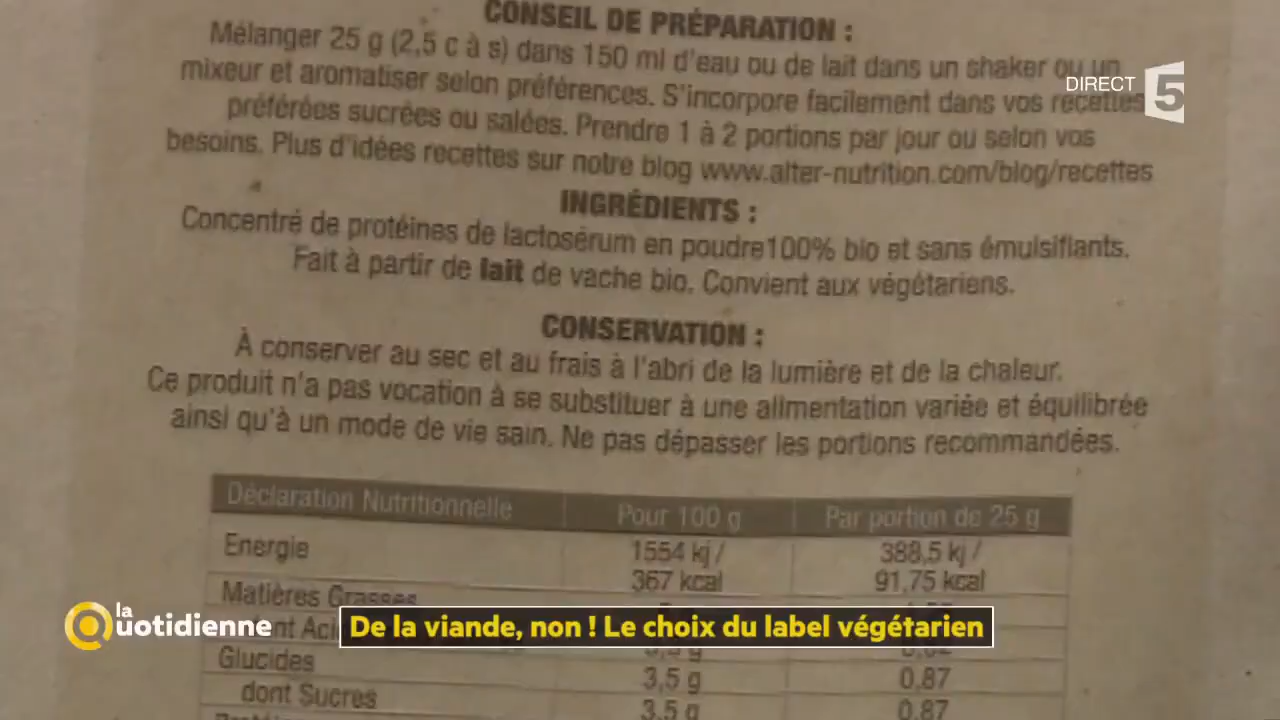 CONSEIL DE PRÉPARATION :
Mélanger 25 g (2,5 c à s) dans 150 ml d'eau ou de lait dans un shaker ou un
mixeur et aromatiser selon préférences. S'incorpore facilement dans vos recettes
préférées sucrées ou salées. Prendre 1 à 2 portions par jour ou selon vos
besoins. Plus d'idées recettes sur notre blog www.alter-nutrition.com/blog/recettes
DIRECT 5
INGRÉDIENTS :
Concentré de protéines de lactosérum en poudre100% bio et sans émulsifiants.
Fait à partir de lait de vache bio. Convient aux végétariens.
CONSERVATION :
À conserver au sec et au frais à l'abri de la lumière et de la chaleur.
Ce produit n'a pas vocation à se substituer à une alimentation variée et équilibrée
ainsi qu'à un mode de vie sain. Ne pas dépasser les portions recommandées.
Déclaration Nutritionnelle Pour 100 g Par portion de 25 g
Energie 1554 kj / 388,5 kj /
367 kcal 91,75 kcal
Matières Grasses
la Quotidienne
De la viande, non ! Le choix du label végétarien
Glucides 3,5 g 0,87
dont Sucres 3,5 g 0,87